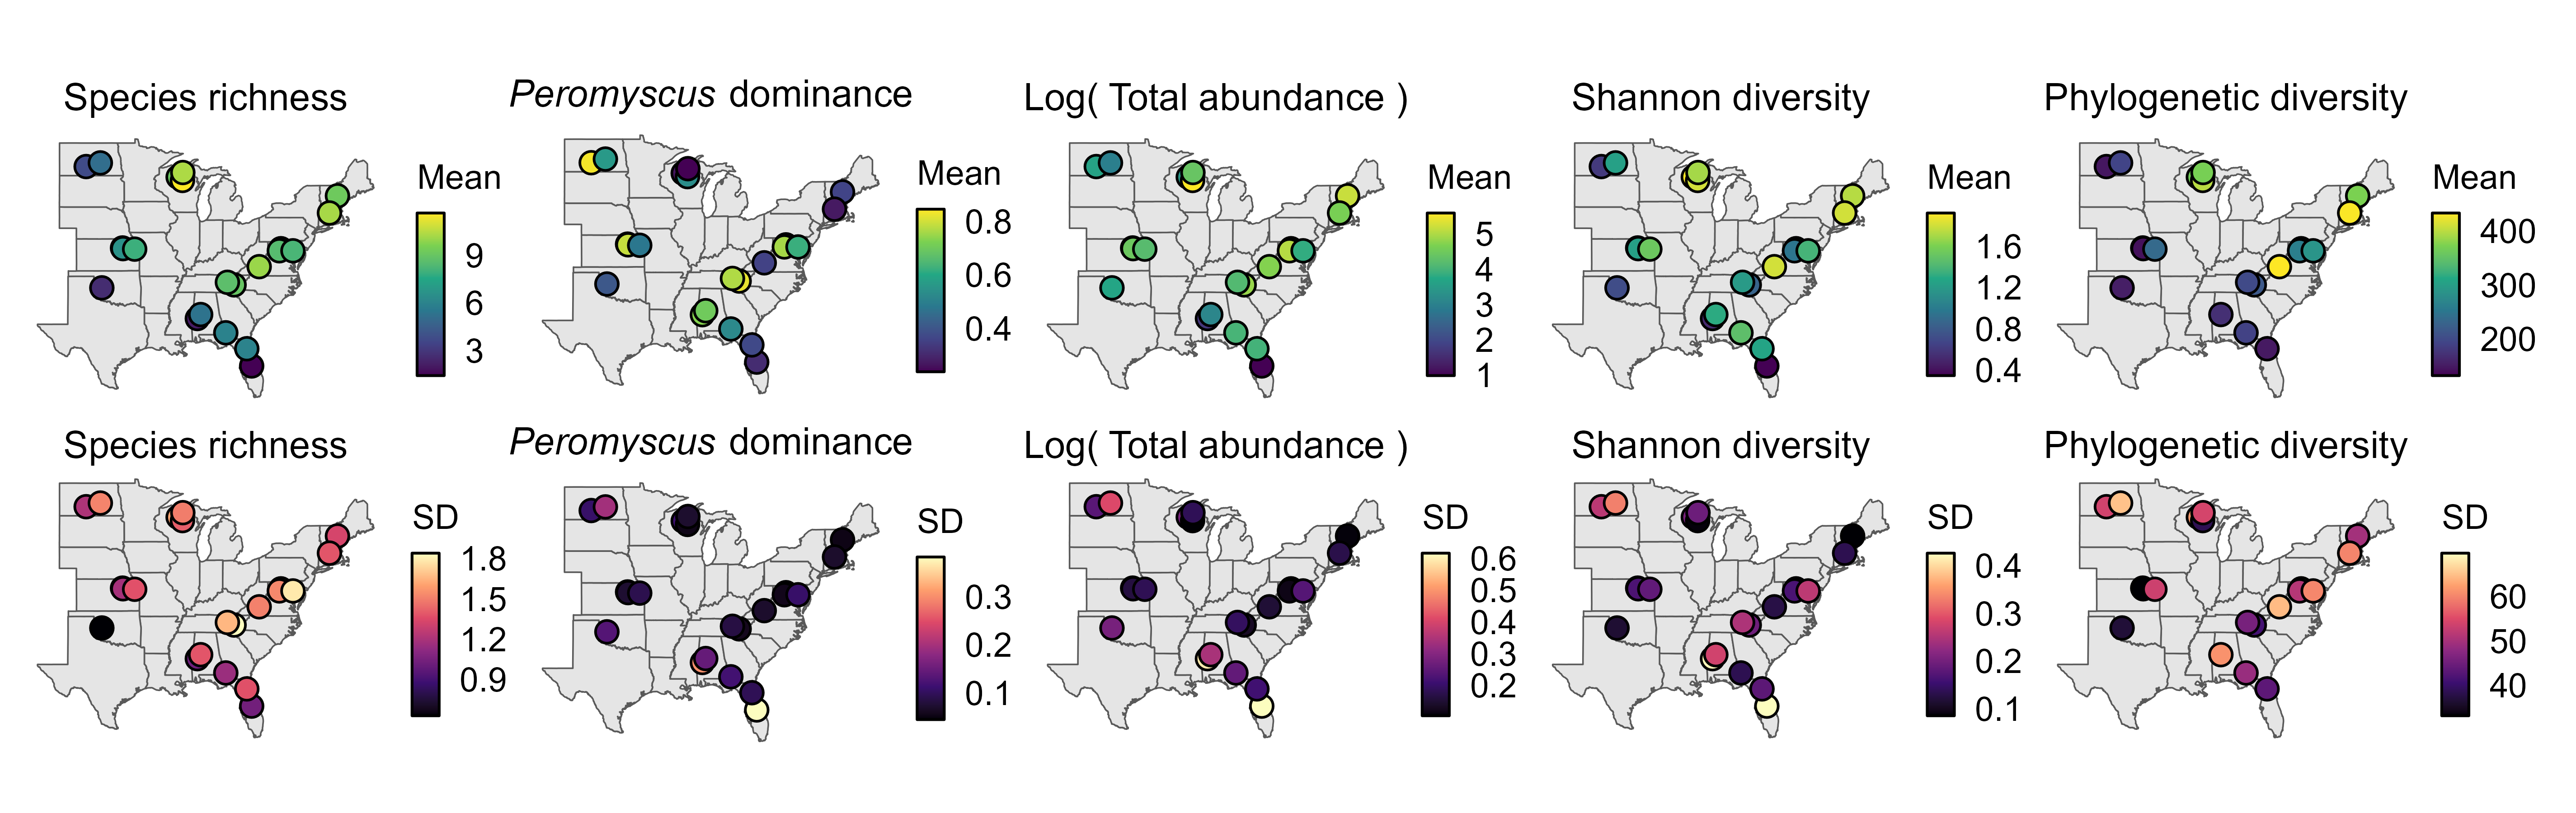 Species richness
Peromyscus dominance
Log( Total abundance )
Shannon diversity
Phylogenetic diversity
Mean
9
6
3
Mean
0.8
0.6
0.4
Mean
5
4
3
2
1
Mean
1.6
1.2
0.8
0.4
Mean
400
300
200
Species richness
Peromyscus dominance
Log( Total abundance )
Shannon diversity
Phylogenetic diversity
SD
1.8
1.5
1.2
0.9
SD
0.3
0.2
0.1
SD
0.6
0.5
0.4
0.3
0.2
SD
0.4
0.3
0.2
0.1
SD
60
50
40